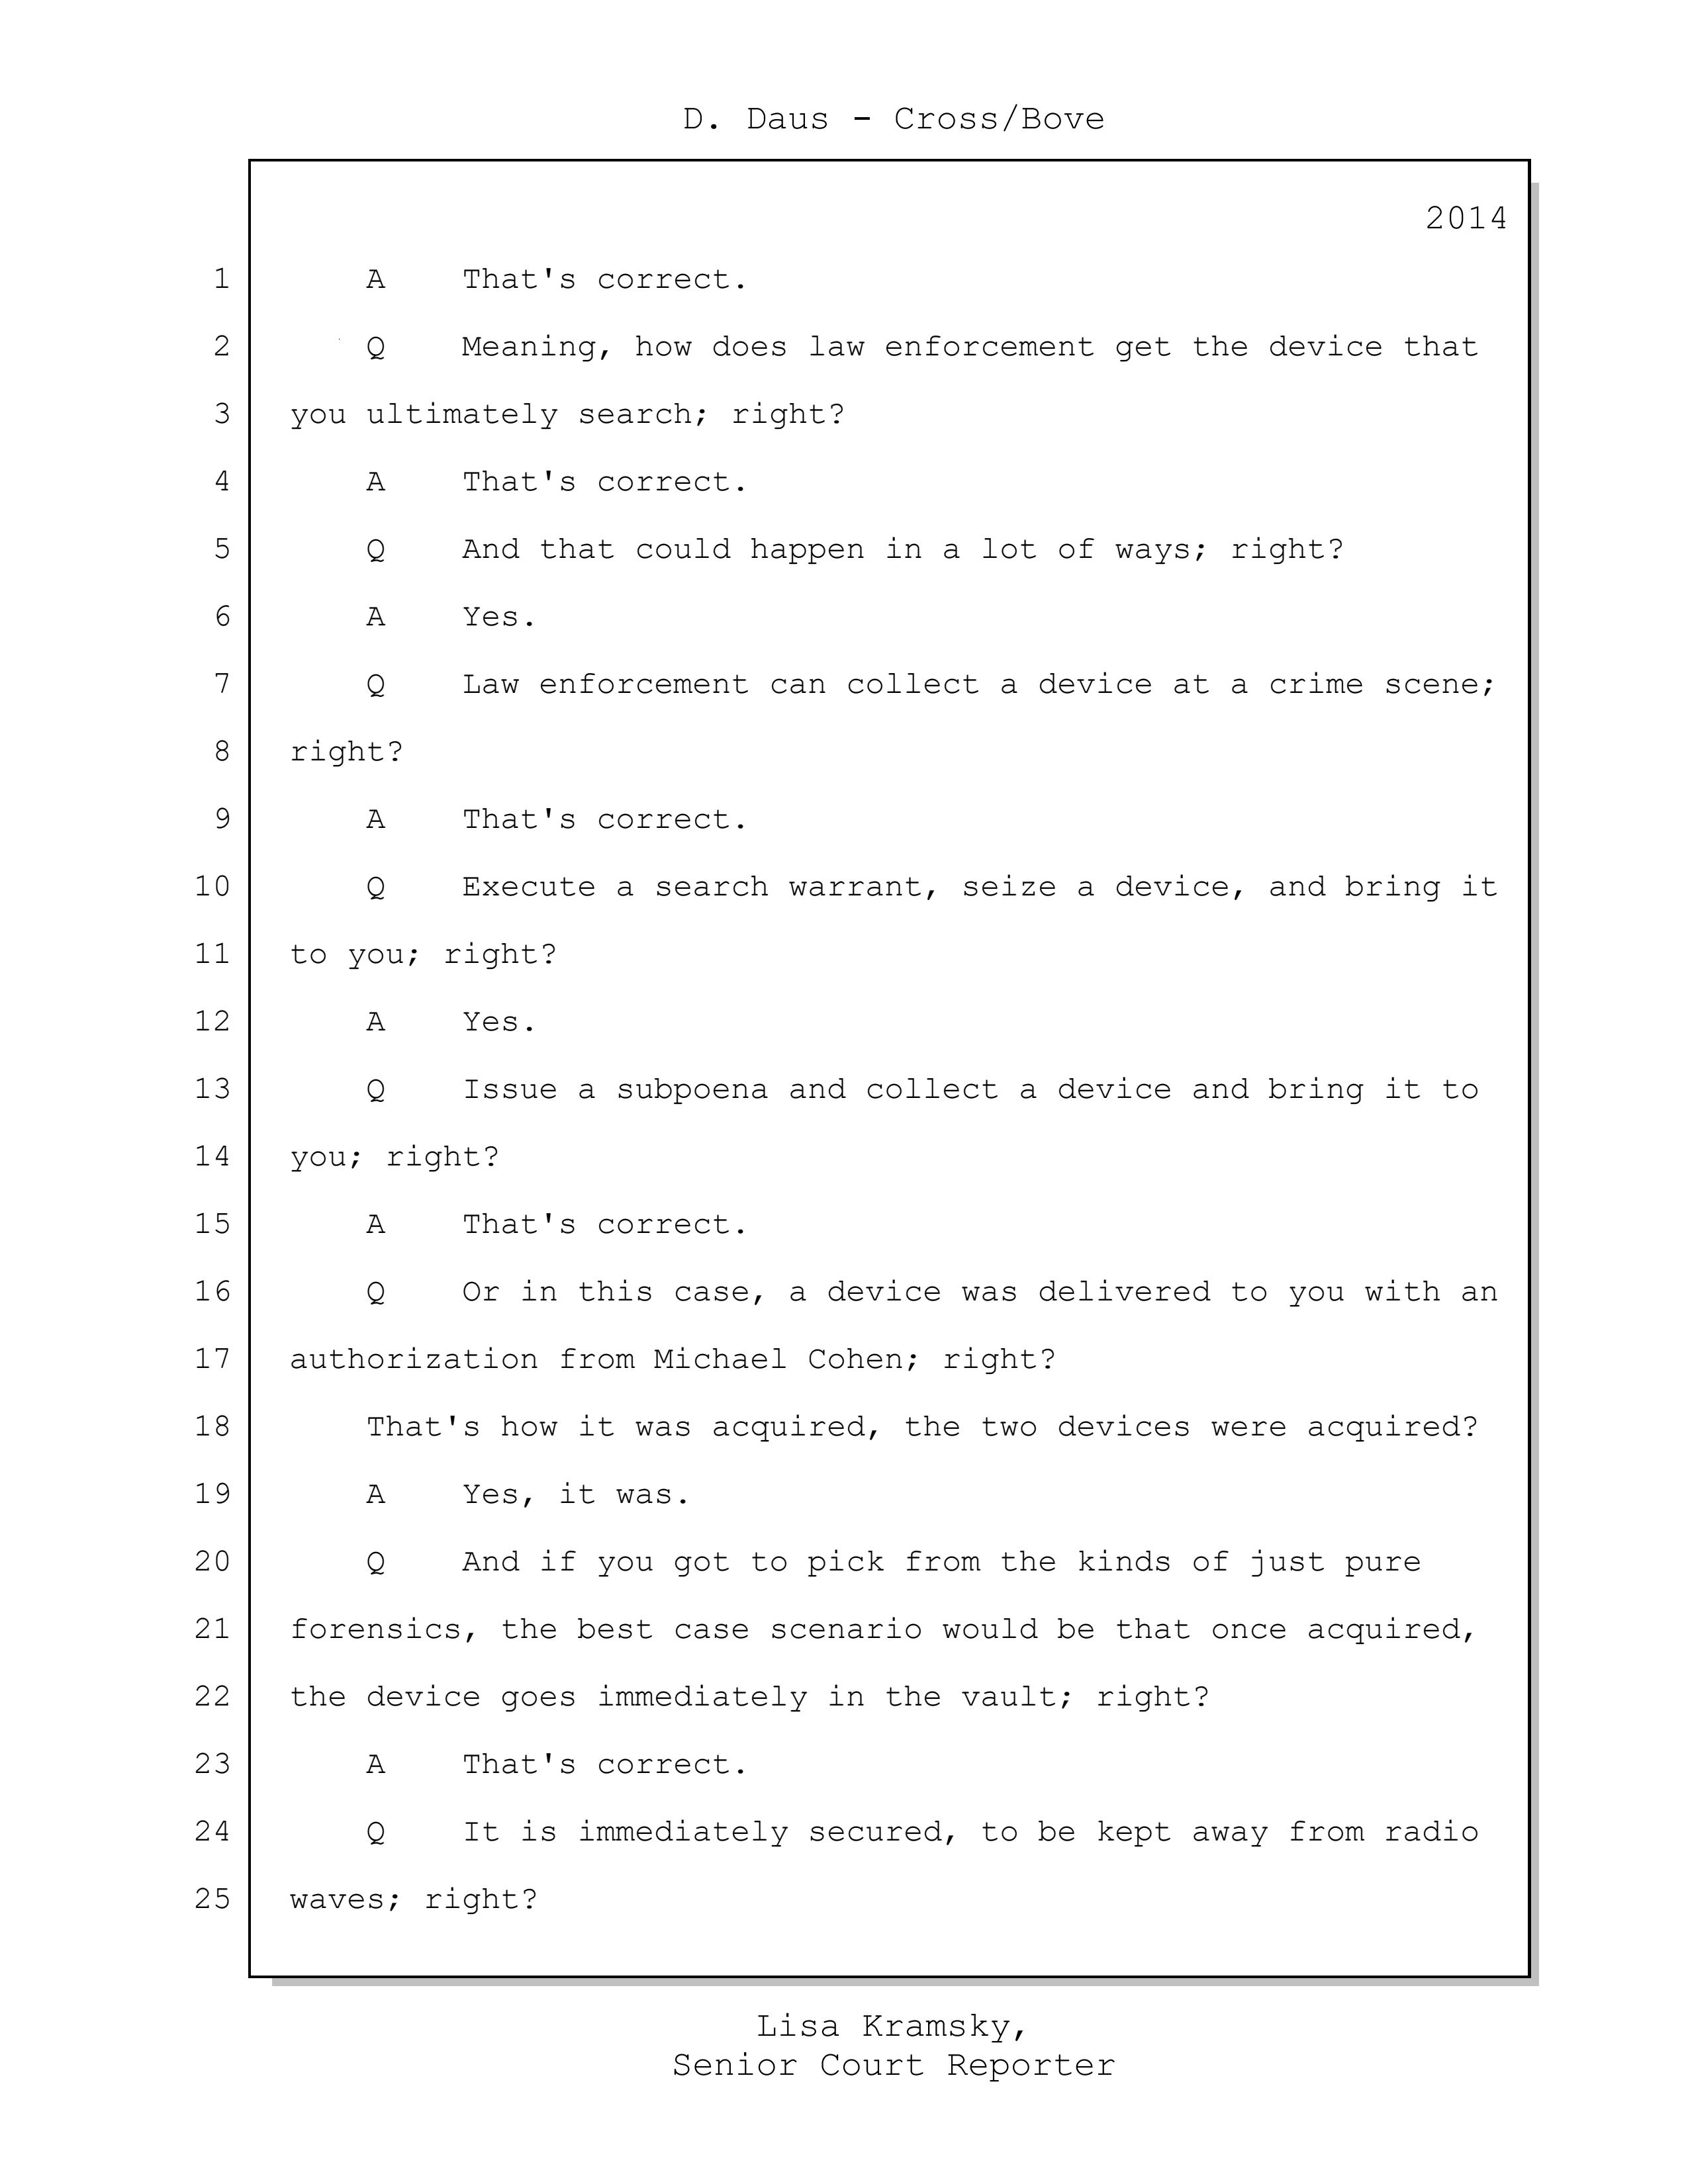 D. Daus - Cross/Bove
2014
1 A That's correct.
2 Q Meaning, how does law enforcement get the device that
3 you ultimately search; right?
4 A That's correct.
5 Q And that could happen in a lot of ways; right?
6 A Yes.
7 Q Law enforcement can collect a device at a crime scene;
8 right?
9 A That's correct.
10 Q Execute a search warrant, seize a device, and bring it
11 to you; right?
12 A Yes.
13 Q Issue a subpoena and collect a device and bring it to
14 you; right?
15 A That's correct.
16 Q Or in this case, a device was delivered to you with an
17 authorization from Michael Cohen; right?
18 That's how it was acquired, the two devices were acquired?
19 A Yes, it was.
20 Q And if you got to pick from the kinds of just pure
21 forensics, the best case scenario would be that once acquired,
22 the device goes immediately in the vault; right?
23 A That's correct.
24 Q It is immediately secured, to be kept away from radio
25 waves; right?
Lisa Kramsky,
Senior Court Reporter